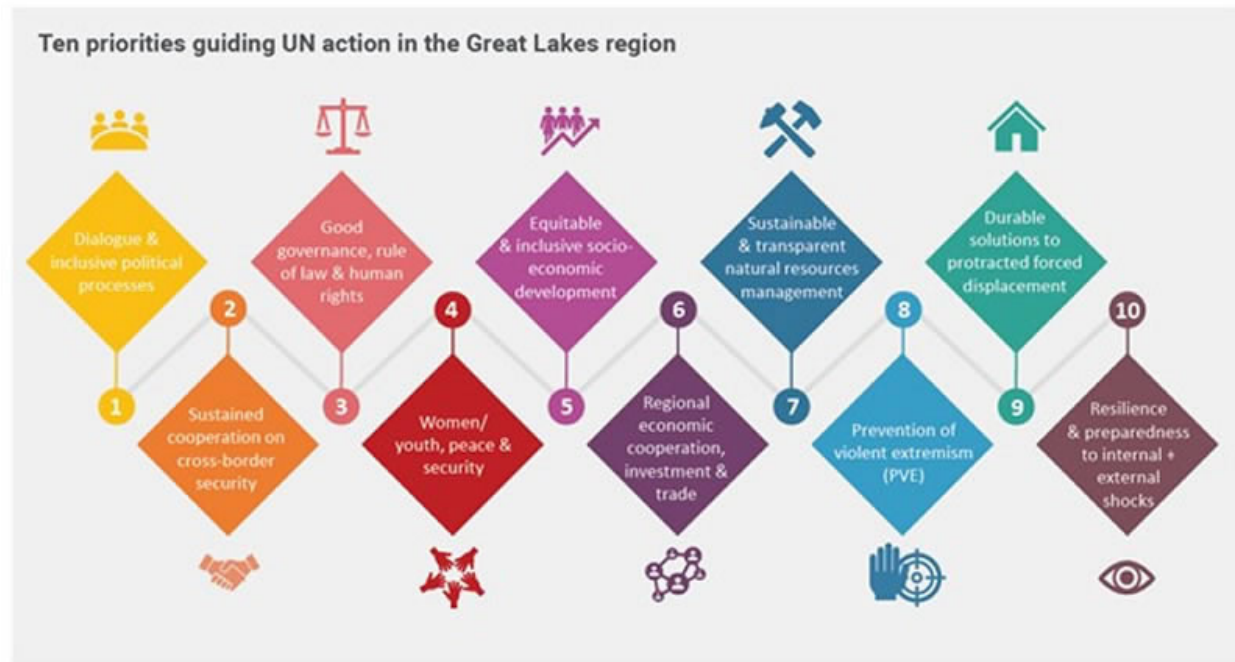 Ten priorities guiding UN action in the Great Lakes region
Dialogue &
inclusive political
processes
1
2
Sustained
cooperation on
cross-border
security
Good
governance, rule
of law & human
rights
3
4
Women/
youth, peace &
security
Equitable
& inclusive socio-
economic
development
5
6
Regional
economic
cooperation,
investment &
trade
Sustainable
& transparent
natural resources
management
7
8
Prevention of
violent extremism
(PVE)
Durable
solutions to
protracted forced
displacement
9
10
Resilience
& preparedness
to internal +
external
shocks